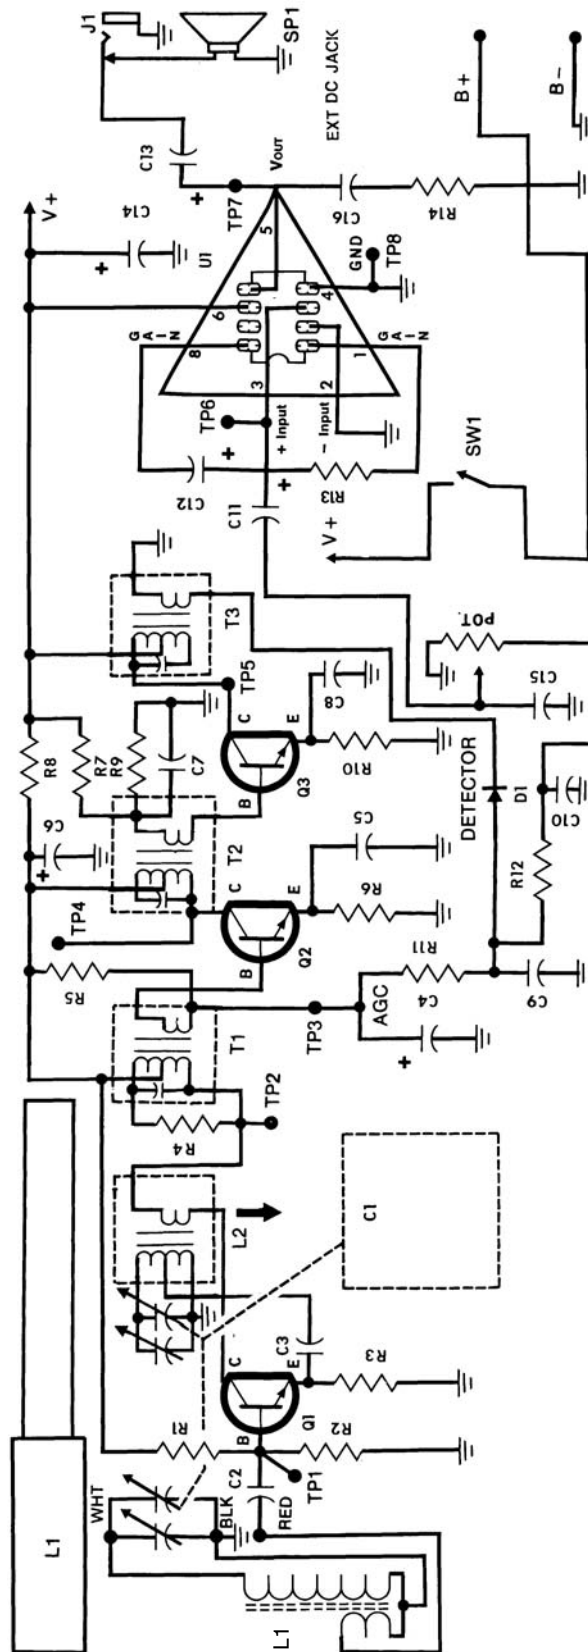 L1
L1
WHT
BLK
RED
C2
TP1
R1
R2
B
C
E
Q1
C3
R3
L2
C1
R4
TP2
T1
R5
TP3
AGC
C4
R11
C9
TP4
B
C
E
Q2
R6
C5
C6
+
T2
R8
R7
R9
C7
B
C
E
Q3
R10
C8
TP5
T3
DETECTOR
D1
R12
C10
POT.
C15
V+
SW1
C11
+
C12
+
R13
TP6
+ Input
- Input
3
2
GAIN
8
GAIN
1
6
5
4
U1
GND
TP8
C14
+
V+
TP7
+
C13
VOUT
C16
R14
J1
SP1
EXT DC JACK
B+
B-
+